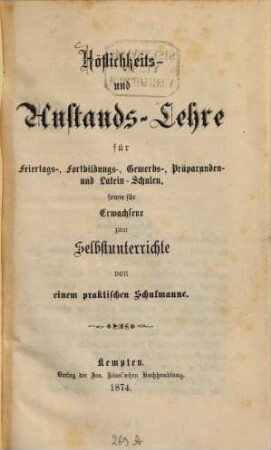 Höflichkeits-
und
Anstands-Lehre
für
Feiertags-, Fortbildungs-, Gewerbs-, Präparanden-
und Latein-Schulen,
sowie für
Erwachsene
zum
Selbstunterrichte
von
einem praktischen Schulmanne.
Kempten.
Verlag der Jos. Kösel'schen Buchhandlung.
1874.